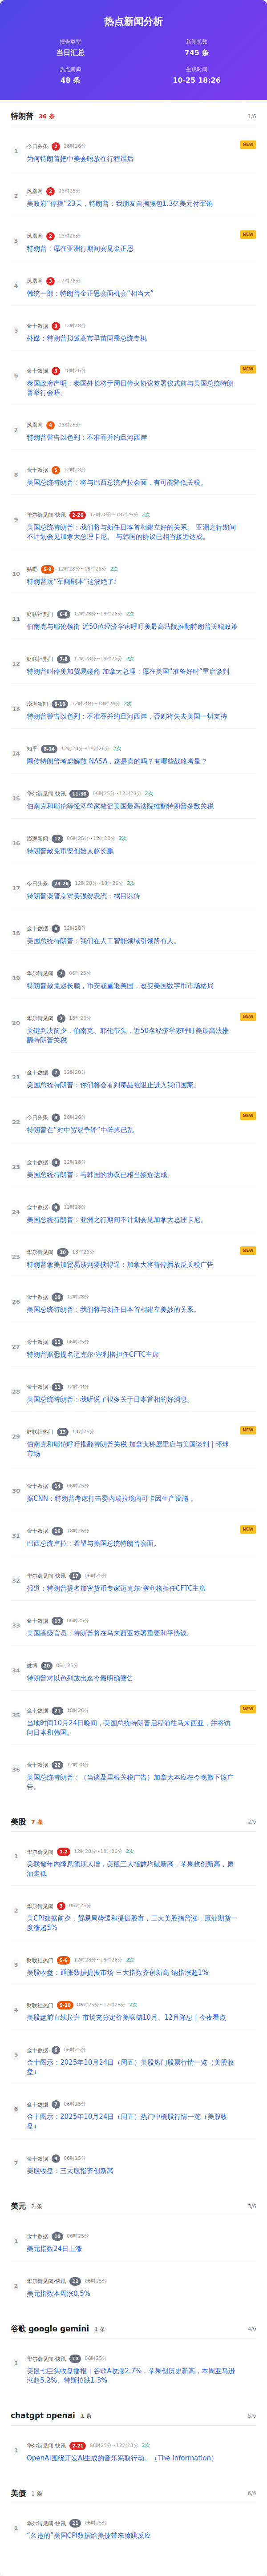 热点新闻分析
报告类型
当日汇总
新闻总数
745 条
热点新闻
48 条
生成时间
10-25 18:26
特朗普 36 条 1/6
1 今日头条 2 18时26分 NEW
为何特朗普把中美会晤放在行程最后
2 凤凰网 2 06时25分
美政府“停摆”23天，特朗普：我朋友自掏腰包1.3亿美元付军饷
3 凤凰网 2 18时26分 NEW
特朗普：愿在亚洲行期间会见金正恩
4 凤凰网 3 12时28分
韩统一部：特朗普金正恩会面机会“相当大”
5 金十数据 3 12时28分
外媒：特朗普拟邀高市早苗同乘总统专机
6 金十数据 3 18时26分 NEW
泰国政府声明：泰国外长将于周日停火协议签署仪式前与美国总统特朗
普举行会晤。
7 凤凰网 4 06时25分
特朗普警告以色列：不准吞并约旦河西岸
8 金十数据 5 12时28分
美国总统特朗普：将与巴西总统卢拉会面，有可能降低关税。
9 华尔街见闻-快讯 2-26 12时28分~18时26分 2次
美国总统特朗普：我们将与新任日本首相建立好的关系。 亚洲之行期间
不计划会见加拿大总理卡尼。 与韩国的协议已相当接近达成。
10 贴吧 5-9 12时28分~18时26分 2次
特朗普玩“军阀剧本”这波绝了!
11 财联社热门 6-8 12时28分~18时26分 2次
伯南克与耶伦领衔 近50位经济学家呼吁美最高法院推翻特朗普关税政策
12 财联社热门 7-8 12时28分~18时26分 2次
特朗普叫停美加贸易磋商 加拿大总理：愿在美国“准备好时”重启谈判
13 澎湃新闻 8-10 12时28分~18时26分 2次
特朗普警告以色列：不准吞并约旦河西岸，否则将失去美国一切支持
14 知乎 8-14 12时28分~18时26分 2次
网传特朗普考虑解散 NASA，这是真的吗？有哪些战略考量？
15 华尔街见闻-快讯 11-30 06时25分~12时28分 2次
伯南克和耶伦等经济学家敦促美国最高法院推翻特朗普多数关税
16 澎湃新闻 12 06时25分~12时28分 2次
特朗普赦免币安创始人赵长鹏
17 今日头条 23-26 12时28分~18时26分 2次
特朗普谈普京对美强硬表态：拭目以待
18 金十数据 6 12时28分
美国总统特朗普：我们在人工智能领域引领所有人。
19 华尔街见闻 7 06时25分
特朗普赦免赵长鹏，币安或重返美国，改变美国数字币市场格局
20 华尔街见闻 7 18时26分 NEW
关键判决前夕，伯南克、耶伦带头，近50名经济学家呼吁美最高法推
翻特朗普关税
21 金十数据 7 12时28分
美国总统特朗普：你们将会看到毒品被阻止进入我们国家。
22 今日头条 8 18时26分 NEW
特朗普在“对中贸易争锋”中阵脚已乱
23 金十数据 8 12时28分
美国总统特朗普：与韩国的协议已相当接近达成。
24 金十数据 9 12时28分
美国总统特朗普：亚洲之行期间不计划会见加拿大总理卡尼。
25 华尔街见闻 10 18时26分 NEW
特朗普拿美加贸易谈判要挟得逞：加拿大将暂停播放反关税广告
26 金十数据 10 12时28分
美国总统特朗普：我们将与新任日本首相建立美妙的关系。
27 金十数据 11 06时25分
特朗普据悉提名迈克尔·塞利格担任CFTC主席
28 金十数据 11 12时28分
美国总统特朗普：我听说了很多关于日本首相的好消息。
29 财联社热门 13 18时26分 NEW
伯南克和耶伦呼吁推翻特朗普关税 加拿大称愿重启与美国谈判 | 环球
市场
30 金十数据 14 06时25分
据CNN：特朗普考虑打击委内瑞拉境内可卡因生产设施 。
31 金十数据 16 18时26分 NEW
巴西总统卢拉：希望与美国总统特朗普会面。
32 华尔街见闻-快讯 17 06时25分
报道：特朗普提名加密货币专家迈克尔·塞利格担任CFTC主席
33 金十数据 19 06时25分
美国高级官员：特朗普将在马来西亚签署重要和平协议。
34 微博 20 06时25分
特朗普对以色列放出迄今最明确警告
35 金十数据 21 18时26分 NEW
当地时间10月24日晚间，美国总统特朗普启程前往马来西亚，并将访
问日本和韩国。
36 金十数据 22 12时28分
美国总统特朗普：（当谈及里根关税广告）加拿大本应在今晚撤下该广
告。
美股 7 条 2/6
1 华尔街见闻 1-2 12时28分~18时26分 2次
美联储年内降息预期大增，美股三大指数均破新高，苹果收创新高，原
油走低
2 华尔街见闻 3 06时25分
美CPI数据前夕，贸易局势缓和提振股市，三大美股指普涨，原油期货一
度涨超5%
3 财联社热门 5-6 12时28分~18时26分 2次
美股收盘：通胀数据提振市场 三大指数齐创新高 纳指涨超1%
4 财联社热门 5-10 06时25分~12时28分 2次
美股盘前直线拉升 市场充分定价美联储10月、12月降息 | 今夜看点
5 金十数据 6 06时25分
金十图示：2025年10月24日（周五）美股热门股票行情一览（美股收
盘）
6 金十数据 7 06时25分
金十图示：2025年10月24日（周五）热门中概股行情一览（美股收
盘）
7 金十数据 9 06时25分
美股收盘：三大股指齐创新高
美元 2 条 3/6
1 金十数据 18 06时25分
美元指数24日上涨
2 华尔街见闻-快讯 22 06时25分
美元指数本周涨0.5%
谷歌 google gemini 1 条 4/6
1 华尔街见闻-快讯 14 06时25分
美股七巨头收盘播报｜谷歌A收涨2.7%，苹果创历史新高，本周亚马逊
涨超5.2%、特斯拉跌1.3%
chatgpt openai 1 条 5/6
1 华尔街见闻-快讯 2-21 06时25分~12时28分 2次
OpenAI围绕开发AI生成的音乐采取行动。（The Information）
美债 1 条 6/6
1 华尔街见闻-快讯 21 06时25分
“久违的”美国CPI数据给美债带来膝跳反应